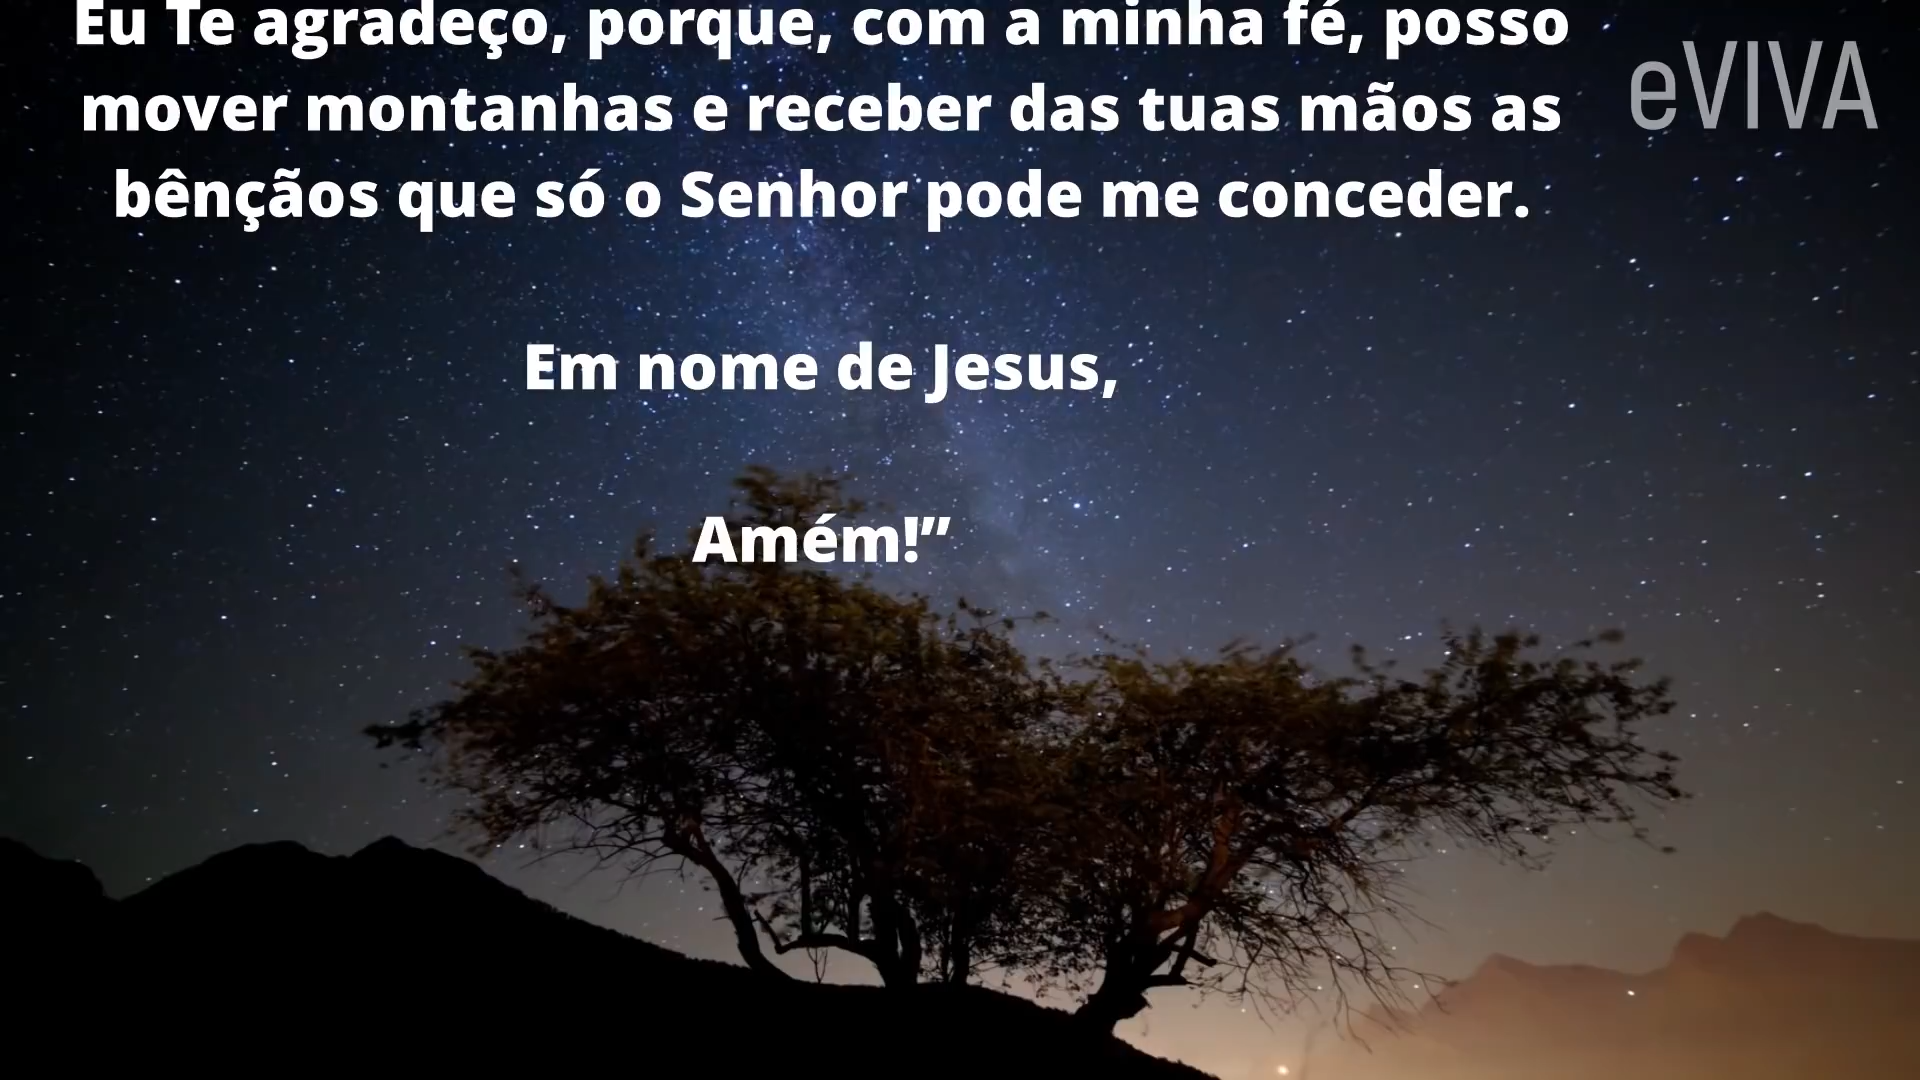 Eu Te agradeço, porque, com a minha fé, posso
mover montanhas e receber das tuas mãos as
bênçãos que só o Senhor pode me conceder.
Em nome de Jesus,
Amém!”
eVIVA